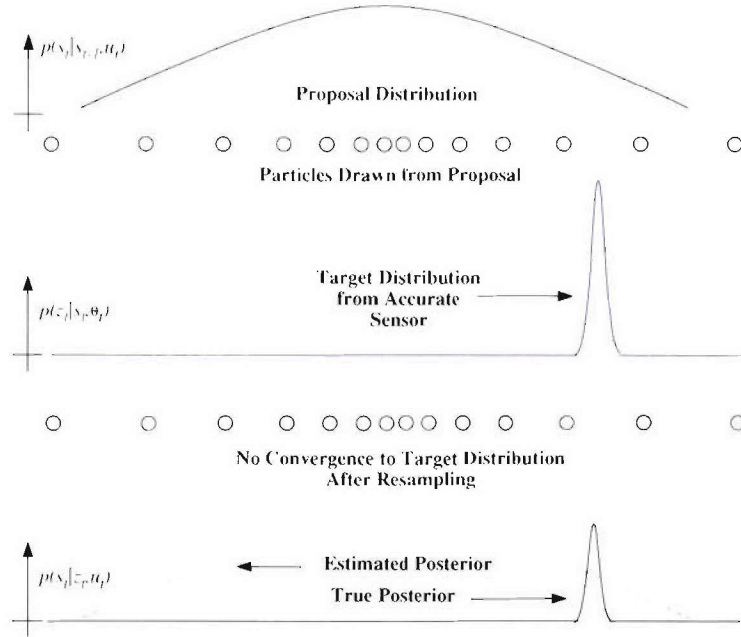 p(s_t|s_{t-1},u_t)
Proposal Distribution
Particles Drawn from Proposal
Target Distribution
from Accurate
Sensor
p(z_t|s_t,θ_t)
No Convergence to Target Distribution
After Resampling
Estimated Posterior
p(s_t|z_t,u_t)
True Posterior